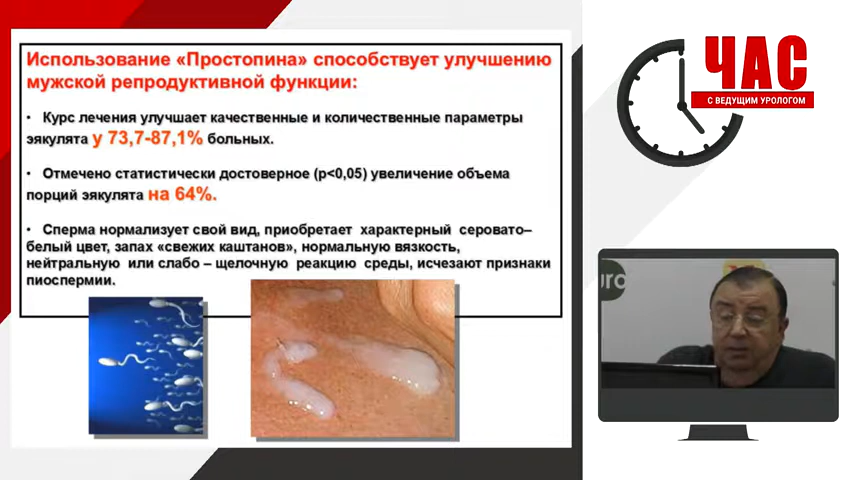 Использование «Простопина» способствует улучшению
мужской репродуктивной функции:
• Курс лечения улучшает качественные и количественные параметры
эякулята у 73,7-87,1% больных.
• Отмечено статистически достоверное (р<0,05) увеличение объема
порций эякулята на 64%.
• Сперма нормализует свой вид, приобретает характерный серовато–
белый цвет, запах «свежих каштанов», нормальную вязкость,
нейтральную или слабо – щелочную реакцию среды, исчезают признаки
пиоспермии.
ЧАС
С ВЕДУЩИМ УРОЛОГОМ
uro